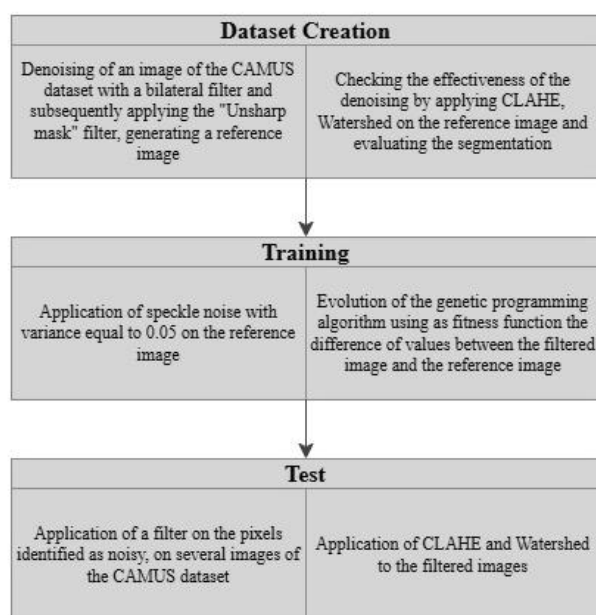 Dataset Creation
Denoising of an image of the CAMUS
dataset with a bilateral filter and
subsequently applying the "Unsharp
mask" filter, generating a reference
image
Checking the effectiveness of the
denoising by applying CLAHE,
Watershed on the reference image and
evaluating the segmentation
Training
Application of speckle noise with
variance equal to 0.05 on the reference
image
Evolution of the genetic programming
algorithm using as fitness function the
difference of values between the filtered
image and the reference image
Test
Application of a filter on the pixels
identified as noisy, on several images of
the CAMUS dataset
Application of CLAHE and Watershed
to the filtered images